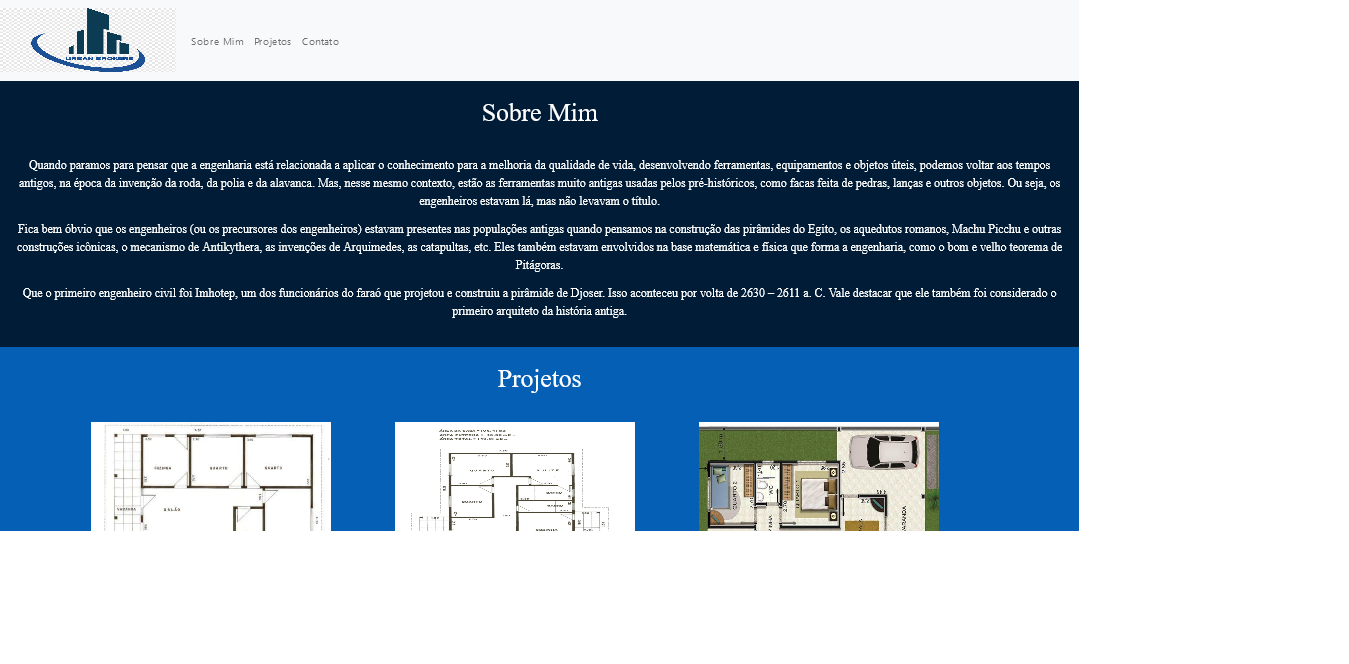 URBAN BROKERS
Sobre Mim Projetos Contato
Sobre Mim
Quando paramos para pensar que a engenharia está relacionada a aplicar o conhecimento para a melhoria da qualidade de vida, desenvolvendo ferramentas, equipamentos e objetos úteis, podemos voltar aos tempos
antigos, na época da invenção da roda, da polia e da alavanca. Mas, nesse mesmo contexto, estão as ferramentas muito antigas usadas pelos pré-históricos, como facas feita de pedras, lanças e outros objetos. Ou seja, os
engenheiros estavam lá, mas não levavam o título.
Fica bem óbvio que os engenheiros (ou os precursores dos engenheiros) estavam presentes nas populações antigas quando pensamos na construção das pirâmides do Egito, os aquedutos romanos, Machu Picchu e outras
construções icônicas, o mecanismo de Antikythera, as invenções de Arquimedes, as catapultas, etc. Eles também estavam envolvidos na base matemática e física que forma a engenharia, como o bom e velho teorema de
Pitágoras.
Que o primeiro engenheiro civil foi Imhotep, um dos funcionários do faraó que projetou e construiu a pirâmide de Djoser. Isso aconteceu por volta de 2630 – 2611 a. C. Vale destacar que ele também foi considerado o
primeiro arquiteto da história antiga.
Projetos
COZINHA QUARTO QUARTO
VARANDA SALÃO
QUARTO SUITE
QUARTO
QUARTO 2 WC
VARANDA